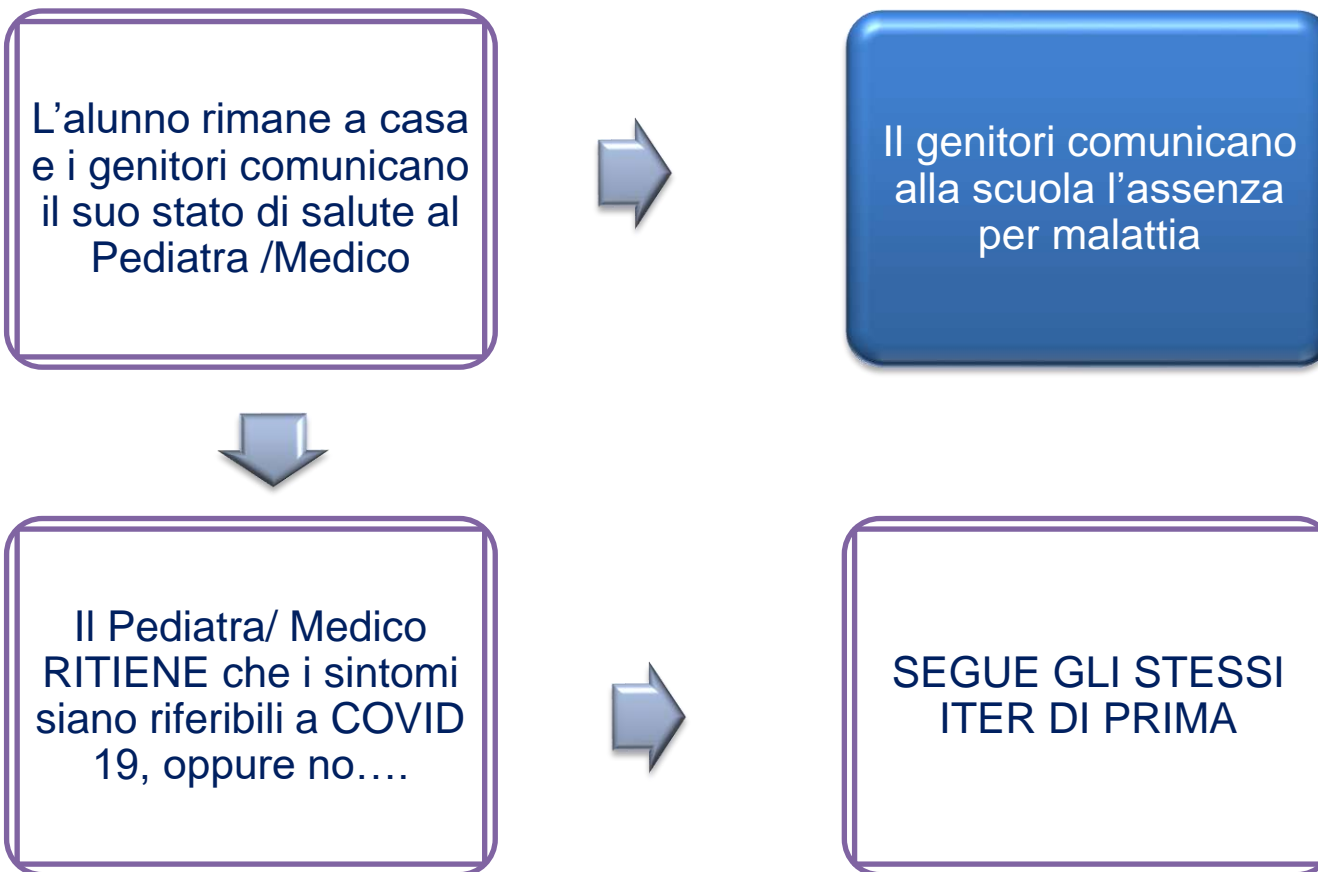 L’alunno rimane a casa
e i genitori comunicano
il suo stato di salute al
Pediatra /Medico
Il genitori comunicano
alla scuola l’assenza
per malattia
Il Pediatra/ Medico
RITIENE che i sintomi
siano riferibili a COVID
19, oppure no….
SEGUE GLI STESSI
ITER DI PRIMA